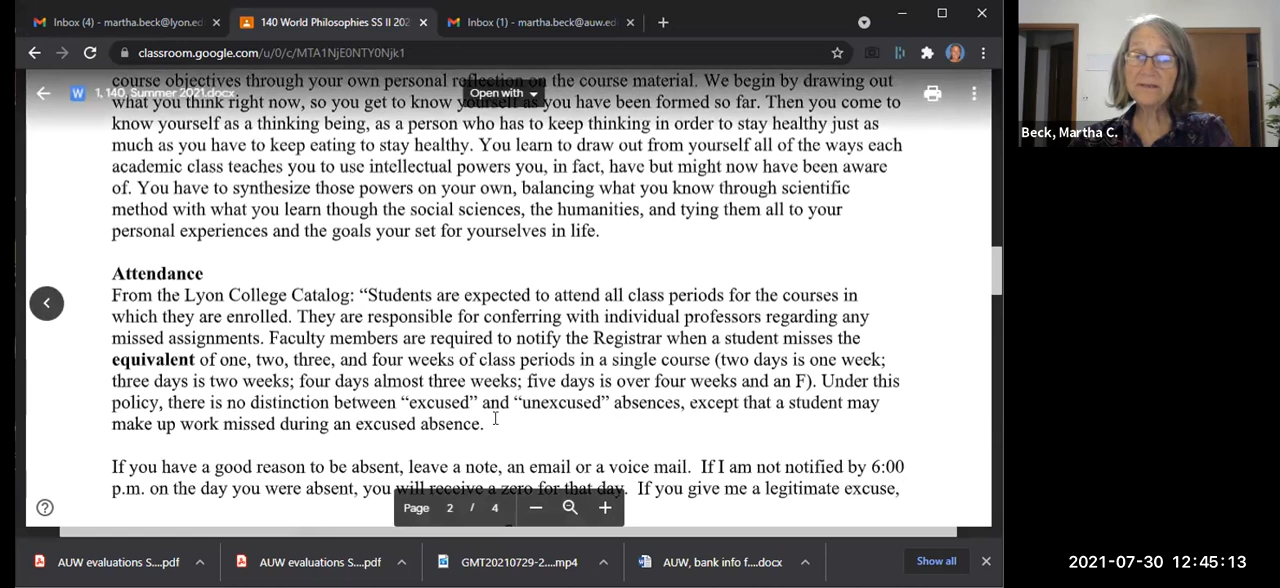 Inbox (4) - martha.beck@lyon.ed
140 World Philosophies SS II 202
Inbox (1) - martha.beck@auw.ed
classroom.google.com/u/0/c/MTA1NjE0NTY0Njk1
course objectives through your own personal reflection on the course material. We begin by drawing out
W 1, 140, Summer 2021.docx
Open with
what you think right now, so you get to know yourself as you have been formed so far. Then you come to
know yourself as a thinking being, as a person who has to keep thinking in order to stay healthy just as
much as you have to keep eating to stay healthy. You learn to draw out from yourself all of the ways each
academic class teaches you to use intellectual powers you, in fact, have but might now have been aware
of. You have to synthesize those powers on your own, balancing what you know through scientific
method with what you learn though the social sciences, the humanities, and tying them all to your
personal experiences and the goals your set for yourselves in life.
Attendance
From the Lyon College Catalog: “Students are expected to attend all class periods for the courses in
which they are enrolled. They are responsible for conferring with individual professors regarding any
missed assignments. Faculty members are required to notify the Registrar when a student misses the
equivalent of one, two, three, and four weeks of class periods in a single course (two days is one week;
three days is two weeks; four days almost three weeks; five days is over four weeks and an F). Under this
policy, there is no distinction between “excused” and “unexcused” absences, except that a student may
make up work missed during an excused absence.
If you have a good reason to be absent, leave a note, an email or a voice mail. If I am not notified by 6:00
p.m. on the day you were absent, you will receive a zero for that day. If you give me a legitimate excuse,
Page 2 / 4
AUW evaluations S....pdf
AUW evaluations S....pdf
GMT20210729-2....mp4
AUW, bank info f....docx
Show all
Beck, Martha C.
2021-07-30 12:45:13